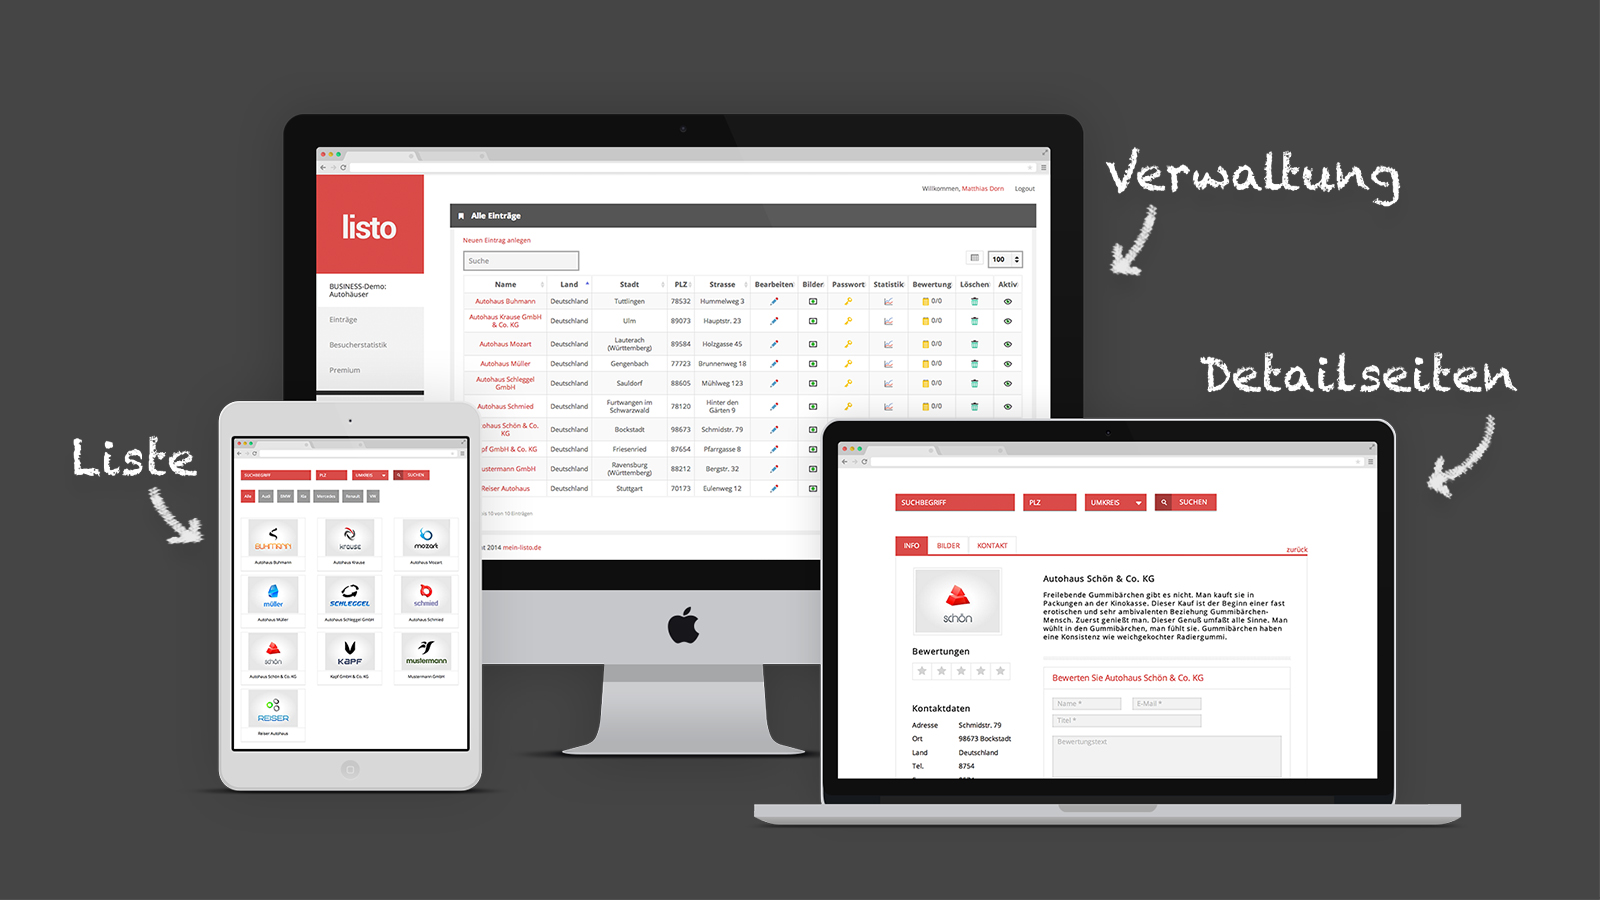 Verwaltung
Detailseiten
Liste
Willkommen, Matthias Dorn Logout
listo
BUSINESS-Demo:
Autohäuser
Einträge
Besucherstatistik
Premium
Alle Einträge
Neuen Eintrag anlegen
Suche
100
Name Land Stadt PLZ Strasse Bearbeiten Bilder Passwort Statistik Bewertung Löschen Aktiv
Autohaus Buhmann Deutschland Tuttlingen 78532 Hummelweg 3 0/0
Autohaus Krause GmbH & Co. KG Deutschland Ulm 89073 Hauptstr. 23 0/0
Autohaus Mozart Deutschland Lauterach (Württemberg) 89584 Holzgasse 45 0/0
Autohaus Müller Deutschland Gengenbach 77723 Brunnenweg 18 0/0
Autohaus Schleggel GmbH Deutschland Sauldorf 88605 Mühlweg 123 0/0
Autohaus Schmied Deutschland Furtwangen im Schwarzwald 78120 Hinter den Gärten 9 0/0
ohaus Schön & Co. KG Deutschland Bockstadt 98673 Schmidstr. 79
pf GmbH & Co. KG Deutschland Friesenried 87654 Pfarrgasse 8
ustermann GmbH Deutschland Ravensburg (Württemberg) 88212 Bergstr. 32
Reiser Autohaus Deutschland Stuttgart 70173 Eulenweg 12
is 10 von 10 Einträgen
ht 2014 mein-listo.de
SUCHBEGRIFF PLZ UMKREIS SUCHEN
Alle Audi BMW Kia Mercedes Renault VW
BUHMANN krause mozart
Autohaus Buhmann Autohaus Krause Autohaus Mozart
müller SCHLEGGEL schmied
Autohaus Müller Autohaus Schleggel GmbH Autohaus Schmied
schön KAPF mustermann
Autohaus Schön & Co. KG Kapf GmbH & Co. KG Mustermann GmbH
REISER
Reiser Autohaus
SUCHBEGRIFF PLZ UMKREIS SUCHEN
INFO BILDER KONTAKT zurück
schön
Autohaus Schön & Co. KG
Freilebende Gummibärchen gibt es nicht. Man kauft sie in
Packungen an der Kinokasse. Dieser Kauf ist der Beginn einer fast
erotischen und sehr ambivalenten Beziehung Gummibärchen-
Mensch. Zuerst genießt man. Dieser Genuß umfaßt alle Sinne. Man
wühlt in den Gummibärchen, man fühlt sie. Gummibärchen haben
eine Konsistenz wie weichgekochter Radiergummi.
Bewertungen
Bewerten Sie Autohaus Schön & Co. KG
Name * E-Mail *
Titel *
Bewertungstext
Kontaktdaten
Adresse Schmidstr. 79
Ort 98673 Bockstadt
Land Deutschland
Tel. 8754